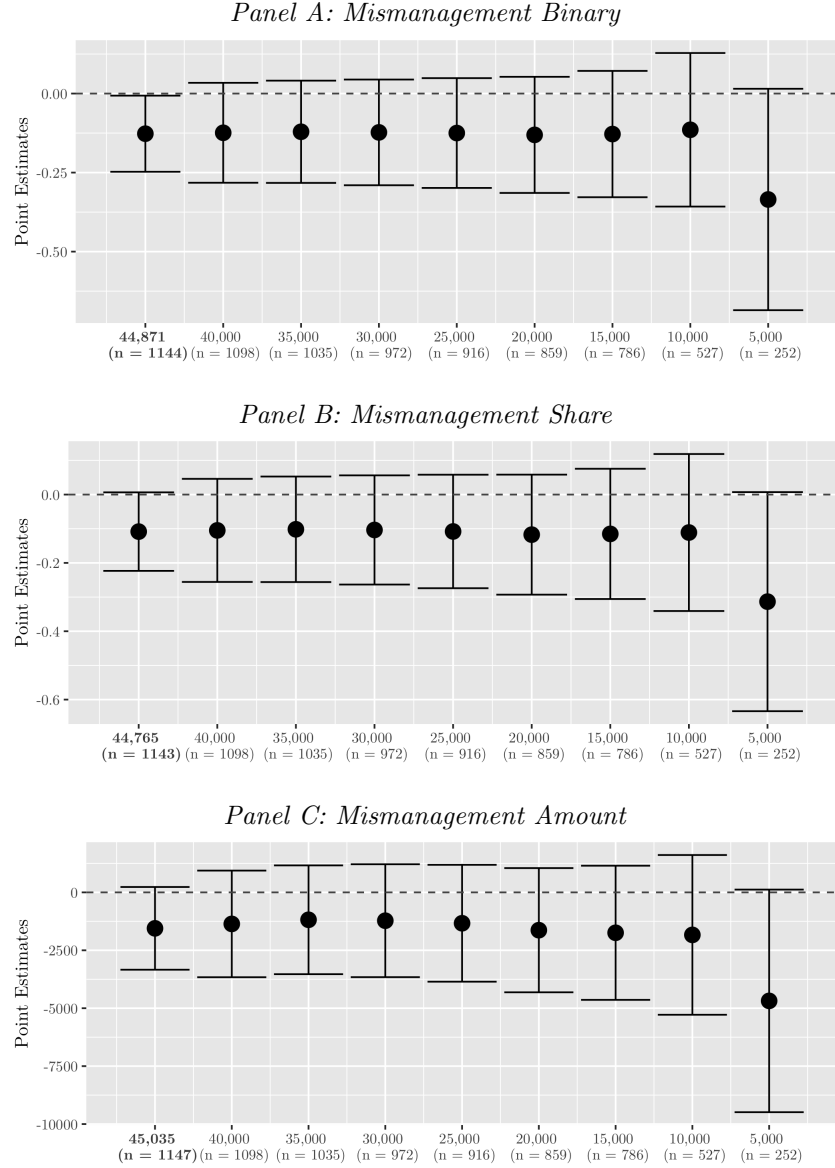 Panel A: Mismanagement Binary
Point Estimates
0.00
-0.25
-0.50
44,871 40,000 35,000 30,000 25,000 20,000 15,000 10,000 5,000
(n = 1144) (n = 1098) (n = 1035) (n = 972) (n = 916) (n = 859) (n = 786) (n = 527) (n = 252)
Panel B: Mismanagement Share
Point Estimates
0.0
-0.2
-0.4
-0.6
44,765 40,000 35,000 30,000 25,000 20,000 15,000 10,000 5,000
(n = 1143) (n = 1098) (n = 1035) (n = 972) (n = 916) (n = 859) (n = 786) (n = 527) (n = 252)
Panel C: Mismanagement Amount
Point Estimates
0
-2500
-5000
-7500
-10000
45,035 40,000 35,000 30,000 25,000 20,000 15,000 10,000 5,000
(n = 1147) (n = 1098) (n = 1035) (n = 972) (n = 916) (n = 859) (n = 786) (n = 527) (n = 252)